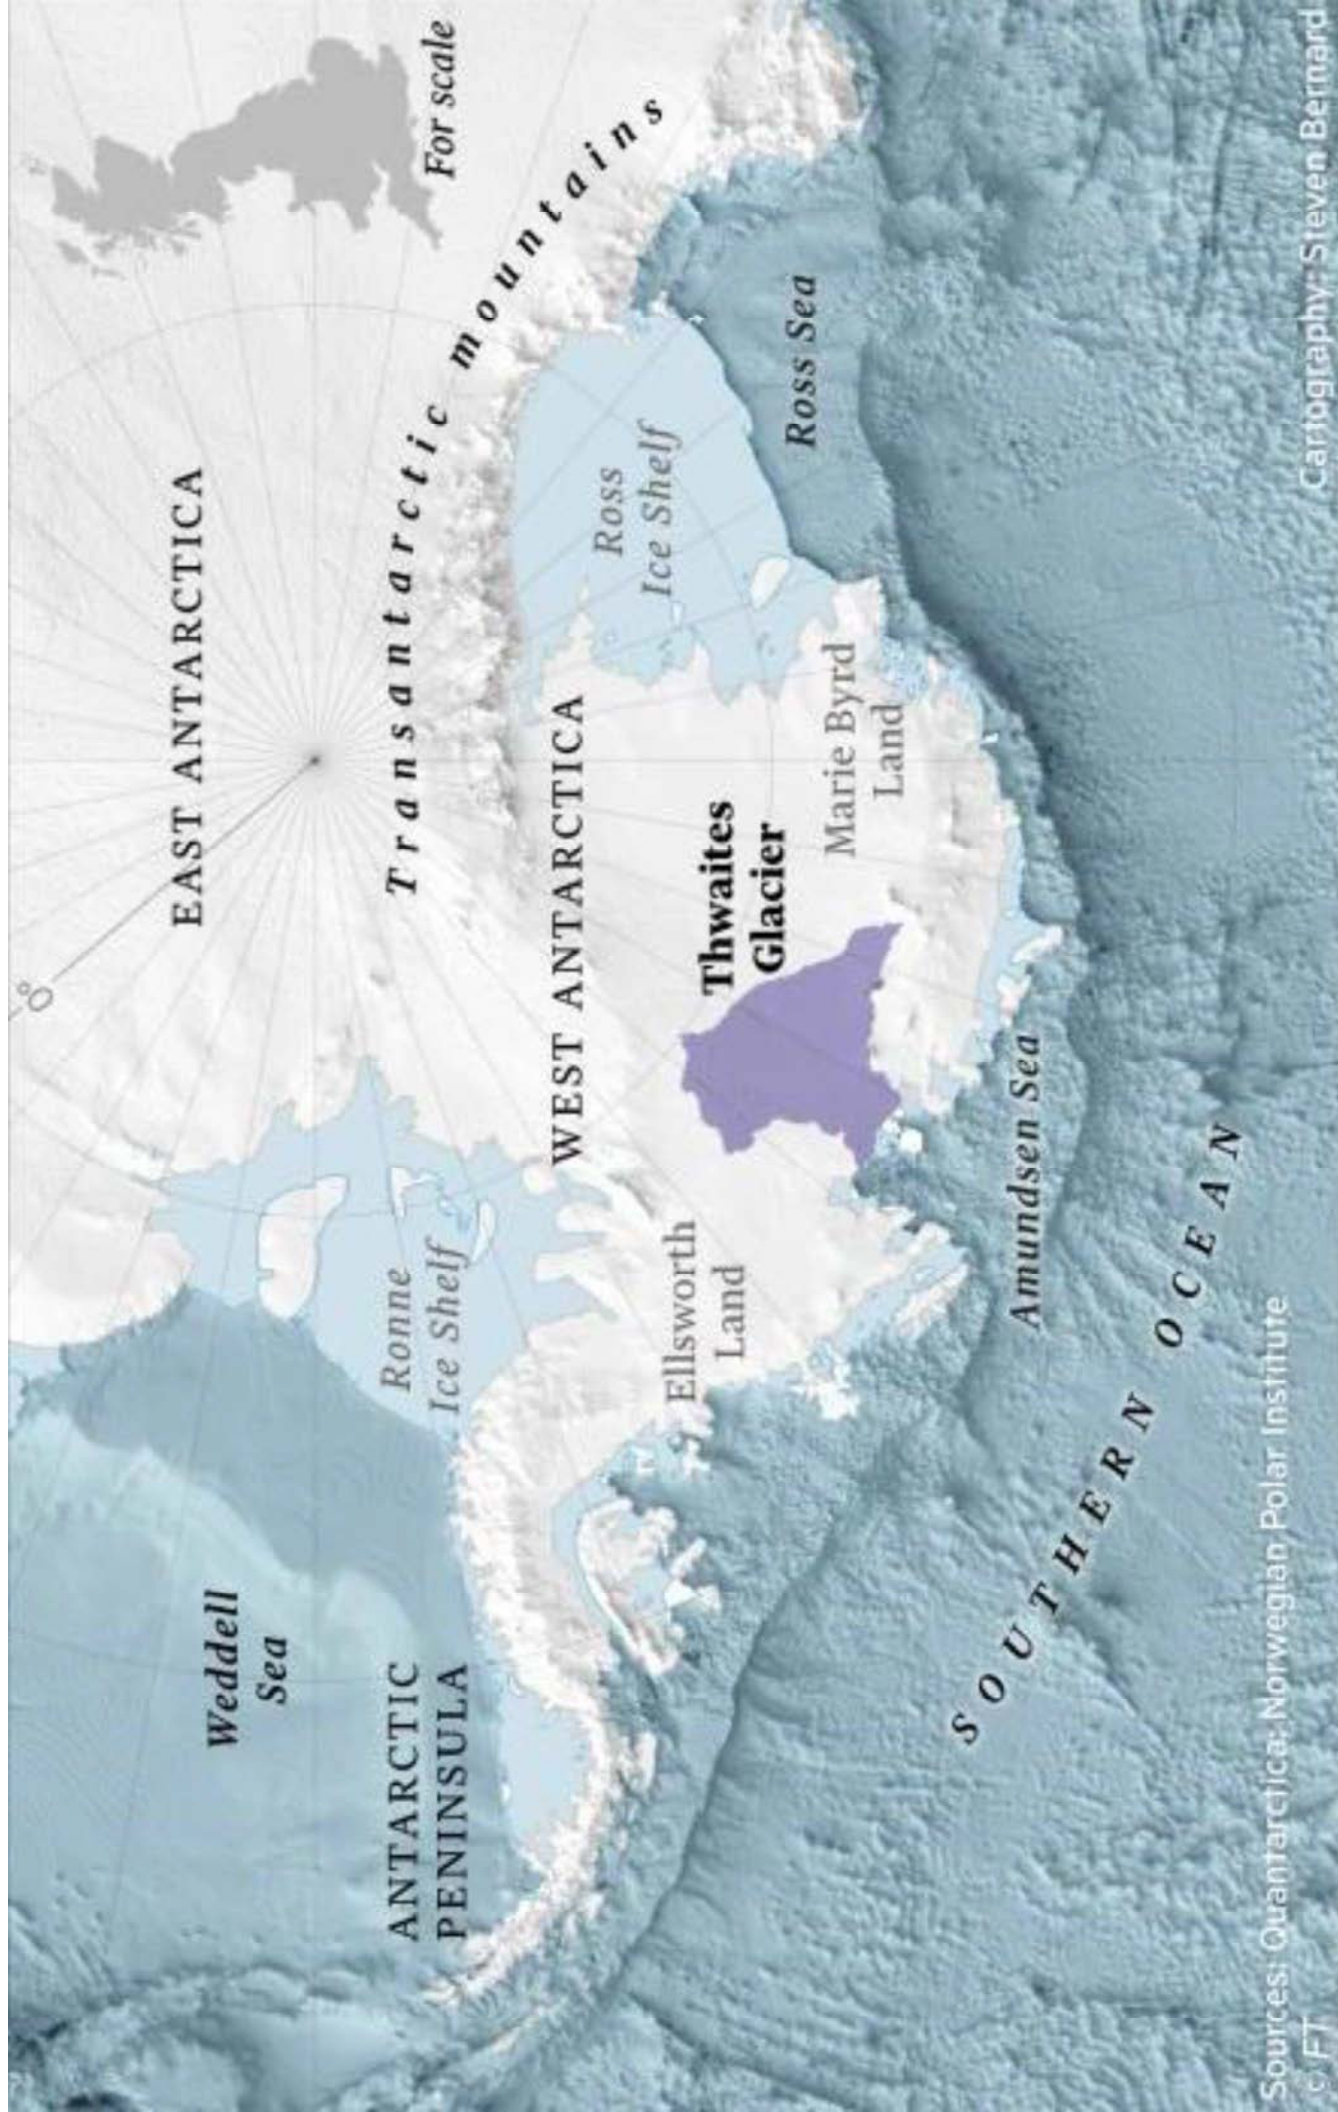 0°
EAST ANTARCTICA
Weddell
Sea
For scale
Transantarctic mountains
Ronne
Ice Shelf
ANTARCTIC
PENINSULA
WEST ANTARCTICA
Ross
Ice Shelf
Ellsworth
Land
Thwaites
Glacier
Ross Sea
Marie Byrd
Land
Amundsen Sea
SOUTHERN OCEAN
Sources: Quantarctica; Norwegian Polar Institute
Cartography: Steven Bernard
© FT